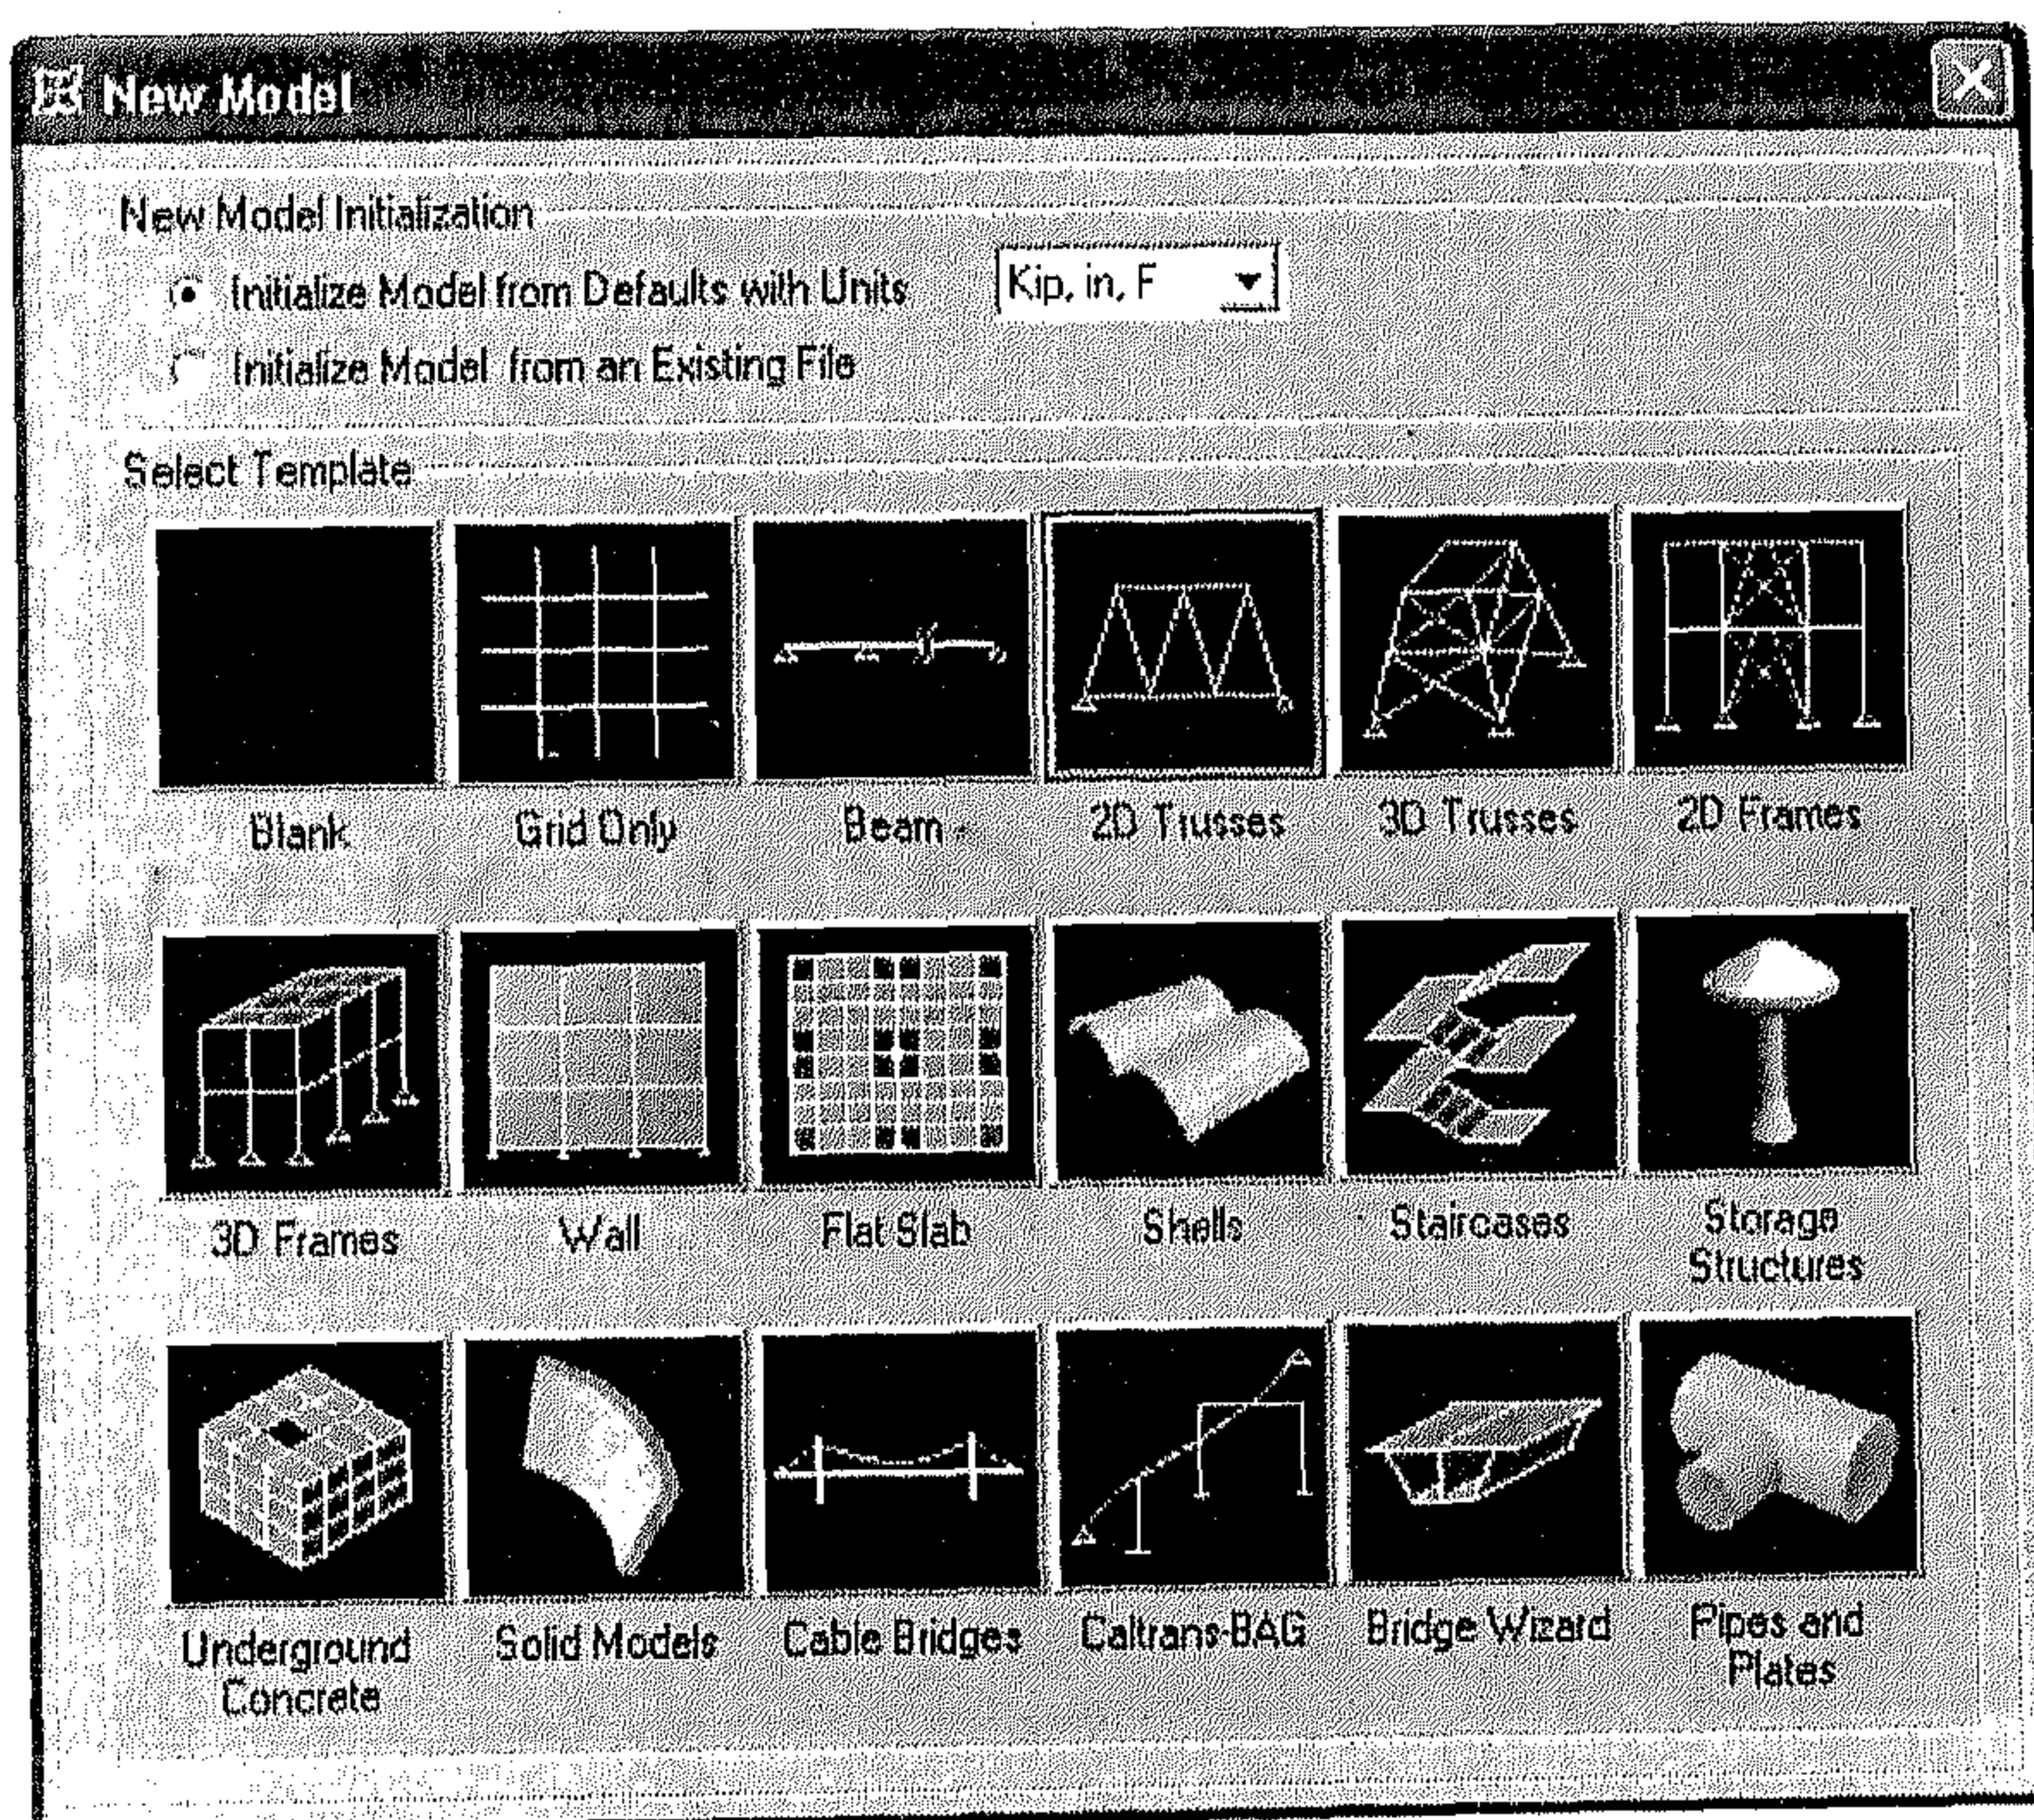 New Model
New Model Initialization
Initialize Model from Defaults with Units
Kip, in, F
Initialize Model from an Existing File
Select Template
Blank
Grid Only
Beam
2D Trusses
3D Trusses
2D Frames
3D Frames
Wall
Flat Slab
Shells
Staircases
Storage
Structures
Underground
Concrete
Solid Models
Cable Bridges
Caltrans-BAG
Bridge Wizard
Pipes and
Plates